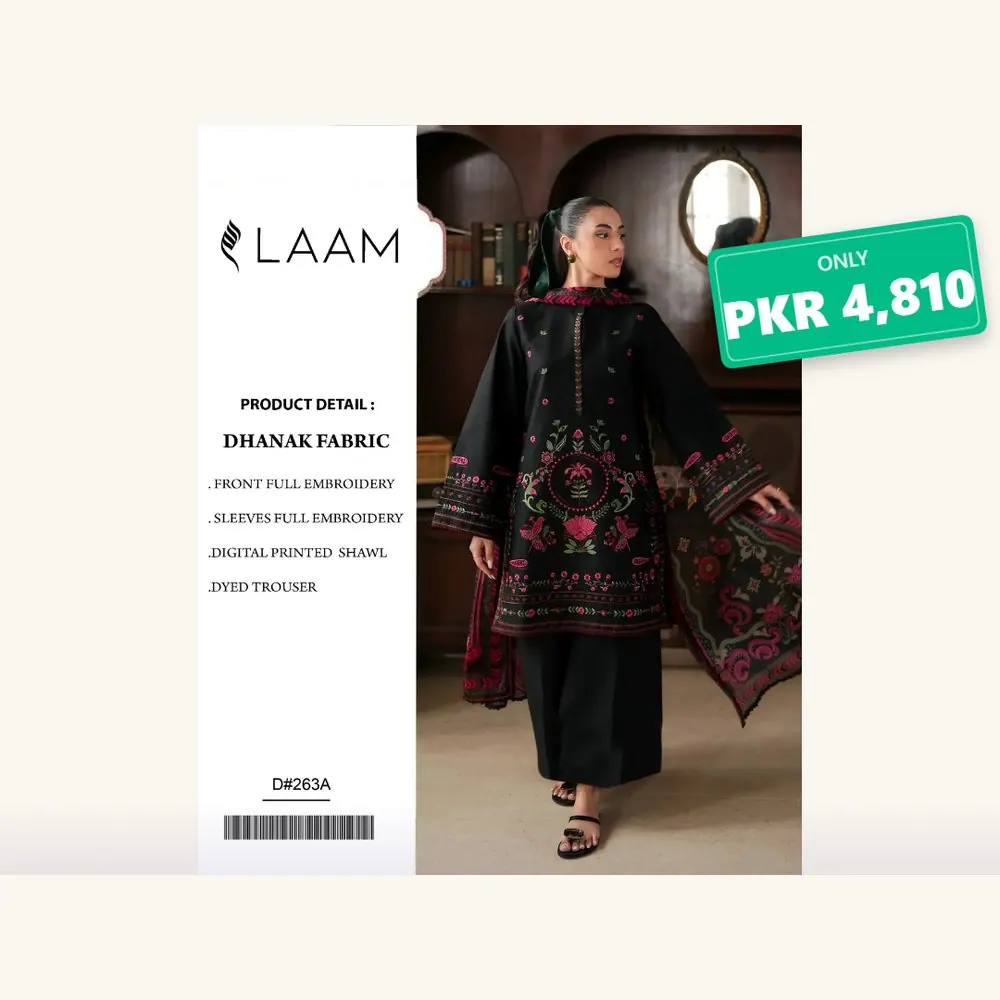 LAAM
ONLY
PKR 4,810
PRODUCT DETAIL :
DHANAK FABRIC
. FRONT FULL EMBROIDERY
. SLEEVES FULL EMBROIDERY
.DIGITAL PRINTED SHAWL
.DYED TROUSER
D#263A